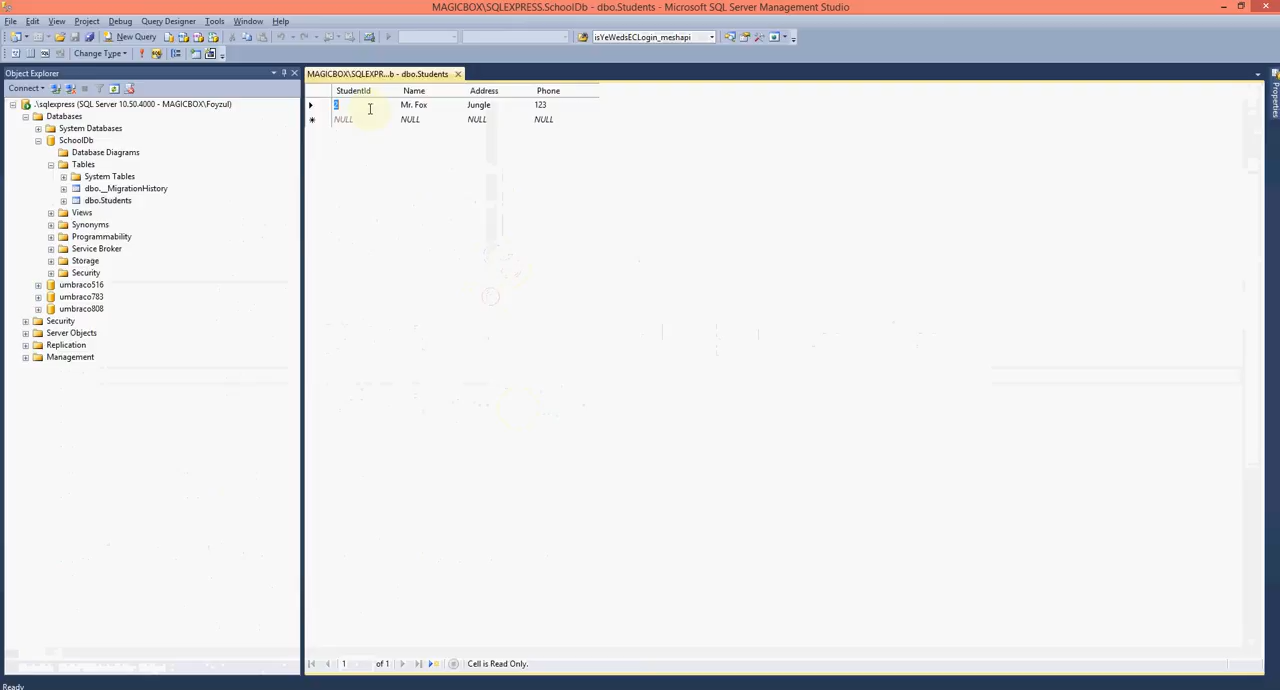 MAGICBOX\SQLEXPRESS.SchoolDb - dbo.Students - Microsoft SQL Server Management Studio
File Edit View Project Debug Query Designer Tools Window Help
New Query isYeWedsECLogin_meshapi
Change Type
Object Explorer
MAGICBOX\SQLEXPR...b - dbo.Students
Connect
.\sqlexpress (SQL Server 10.50.4000 - MAGICBOX\Foyzul)
Databases
System Databases
SchoolDb
Database Diagrams
Tables
System Tables
dbo.__MigrationHistory
dbo.Students
Views
Synonyms
Programmability
Service Broker
Storage
Security
umbraco516
umbraco783
umbraco808
Security
Server Objects
Replication
Management
StudentId Name Address Phone
2 Mr. Fox Jungle 123
NULL NULL NULL NULL
Properties
1 of 1 Cell is Read Only.
Ready